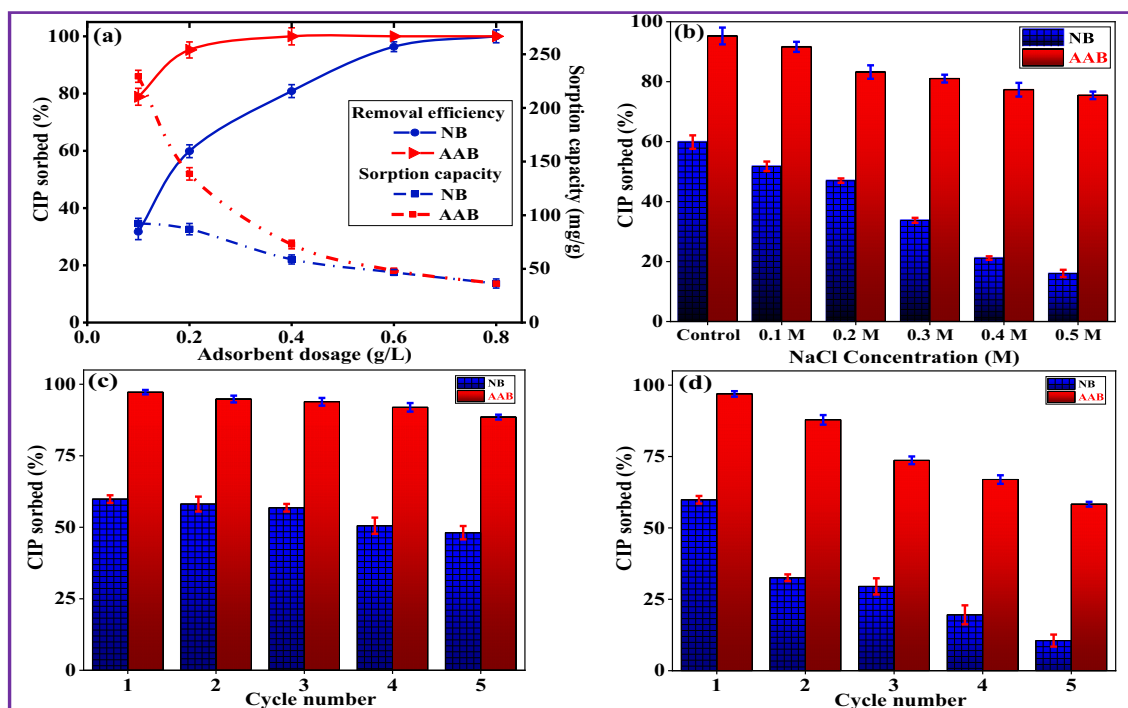 (a)
CIP sorbed (%)
100
80
60
40
20
0
0.0
0.2
0.4
0.6
0.8
Adsorbent dosage (g/L)
250
200
150
100
50
0
Sorption capacity (mg/g)
Removal efficiency
NB
AAB
Sorption capacity
NB
AAB
(b)
CIP sorbed (%)
100
80
60
40
20
0
Control
0.1 M
0.2 M
0.3 M
0.4 M
0.5 M
NaCl Concentration (M)
NB
AAB
(c)
CIP sorbed (%)
100
75
50
25
0
1
2
3
4
5
Cycle number
NB
AAB
(d)
CIP sorbed (%)
100
75
50
25
0
1
2
3
4
5
Cycle number
NB
AAB